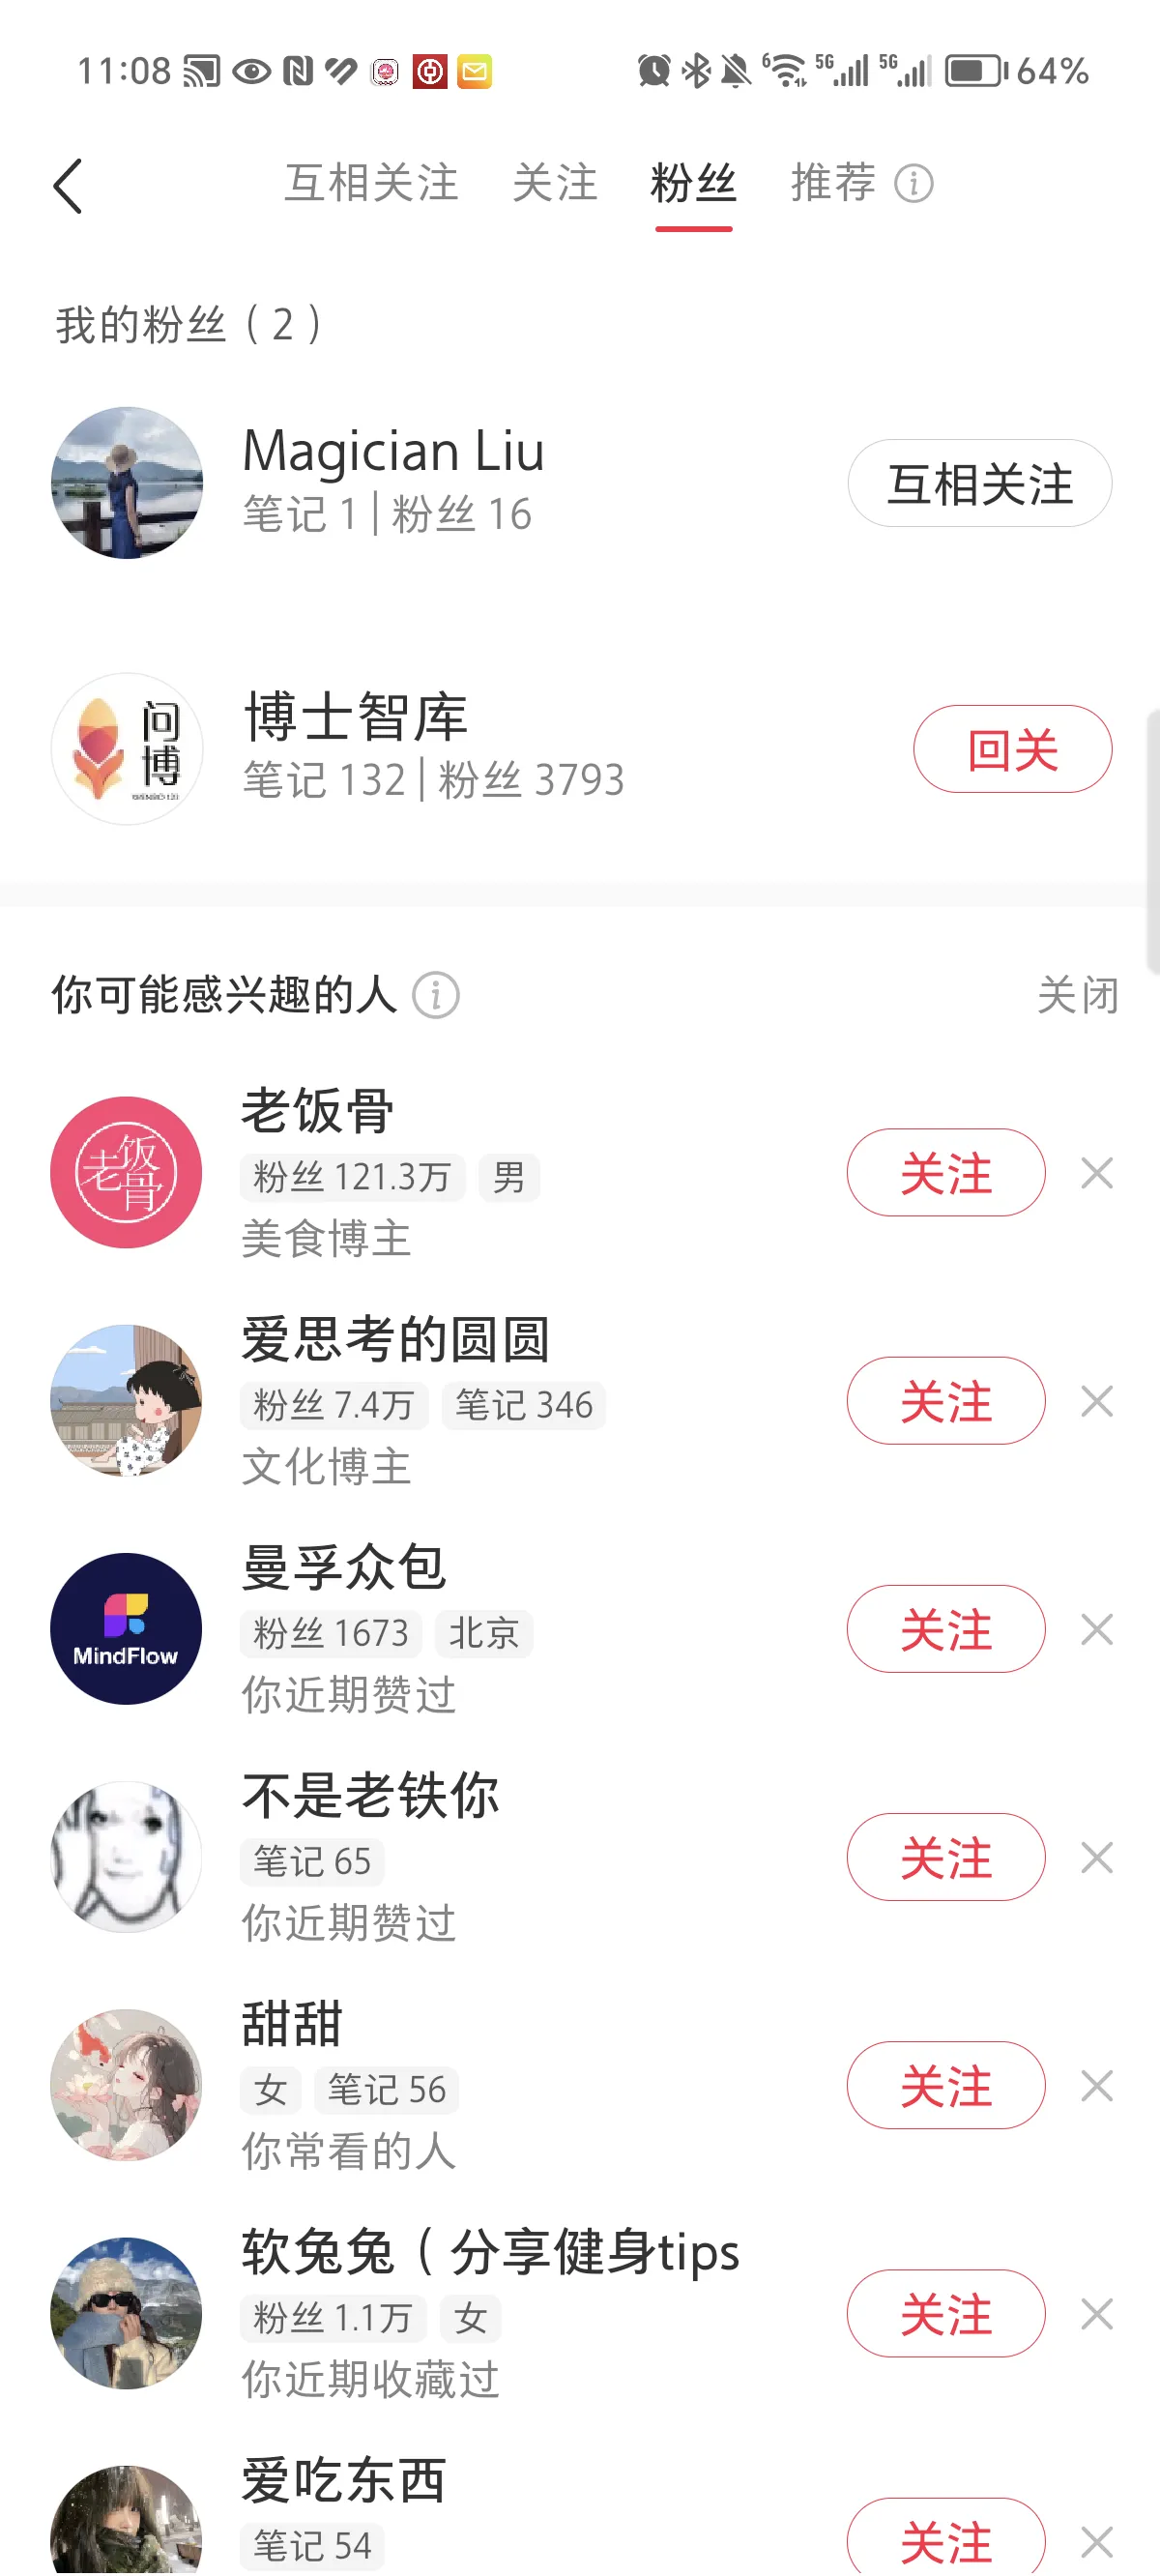 11:08
6 5G 5G 64%
互相关注 关注 粉丝 推荐
我的粉丝（2）
Magician Liu
笔记 1 | 粉丝 16
互相关注
问博
博士智库
笔记 132 | 粉丝 3793
回关
你可能感兴趣的人
关闭
老饭骨
老饭骨
粉丝 121.3万 男
美食博主
关注
爱思考的圆圆
粉丝 7.4万 笔记 346
文化博主
关注
MindFlow
曼孚众包
粉丝 1673 北京
你近期赞过
关注
不是老铁你
笔记 65
你近期赞过
关注
甜甜
女 笔记 56
你常看的人
关注
软兔兔（分享健身tips
粉丝 1.1万 女
你近期收藏过
关注
爱吃东西
笔记 54
关注